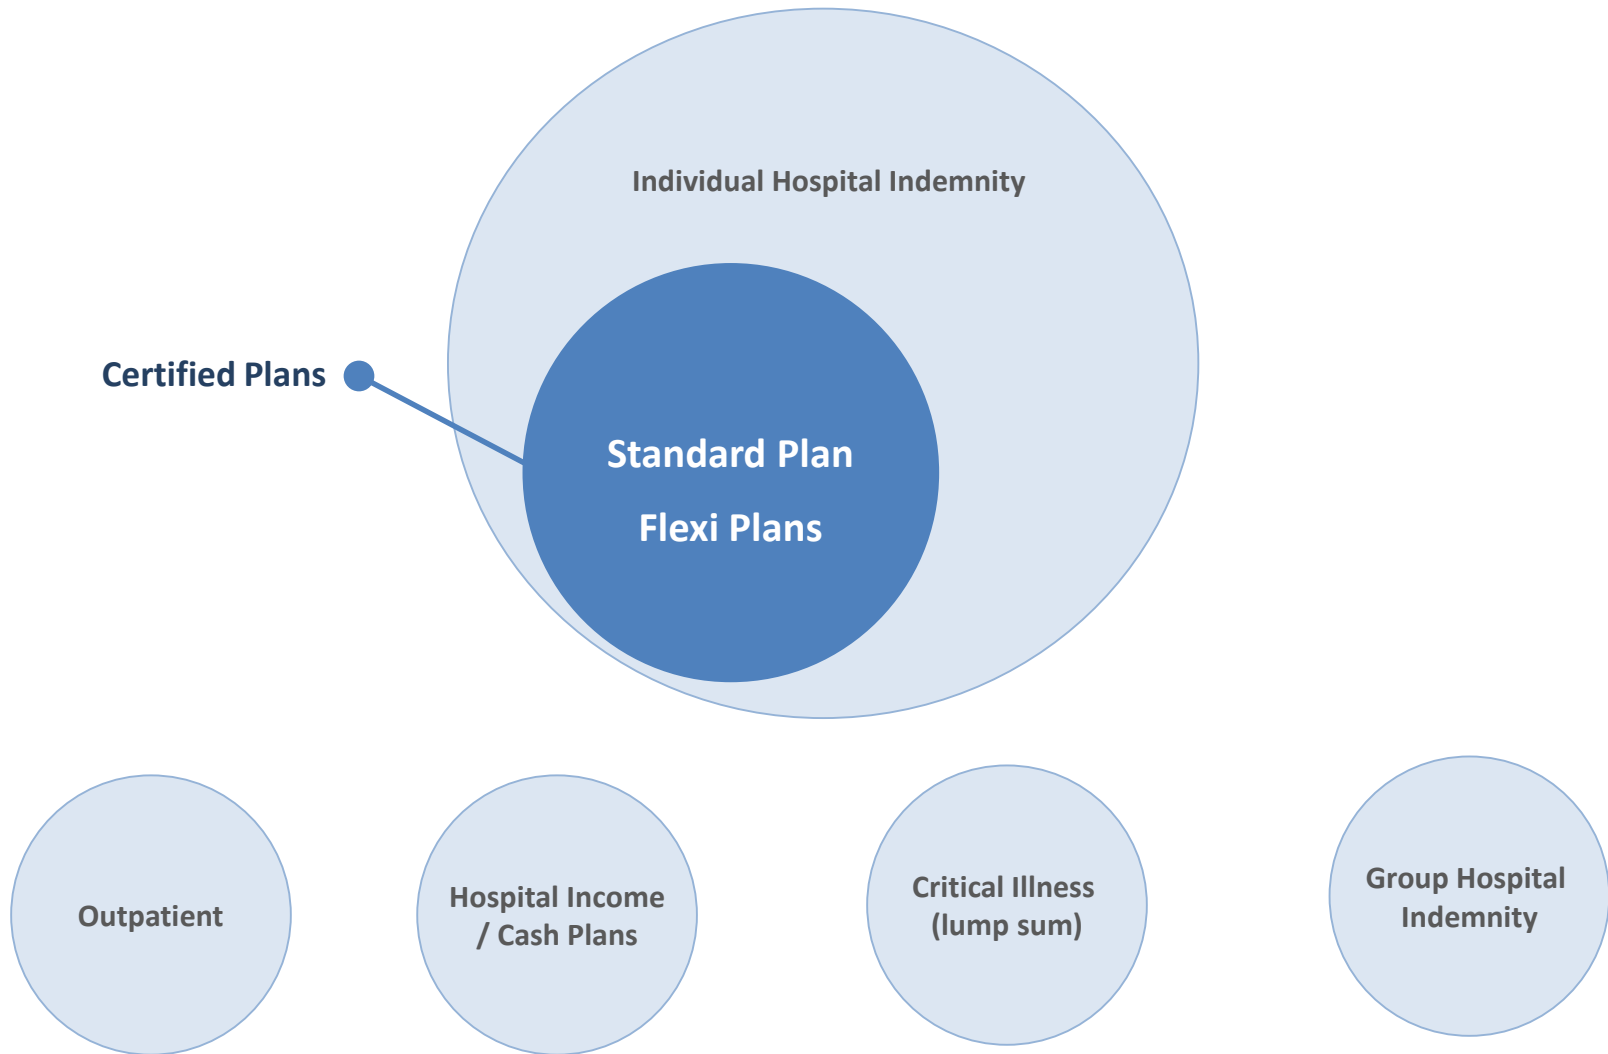 Individual Hospital Indemnity
Certified Plans
Standard Plan
Flexi Plans
Outpatient
Hospital Income
/ Cash Plans
Critical Illness
(lump sum)
Group Hospital
Indemnity